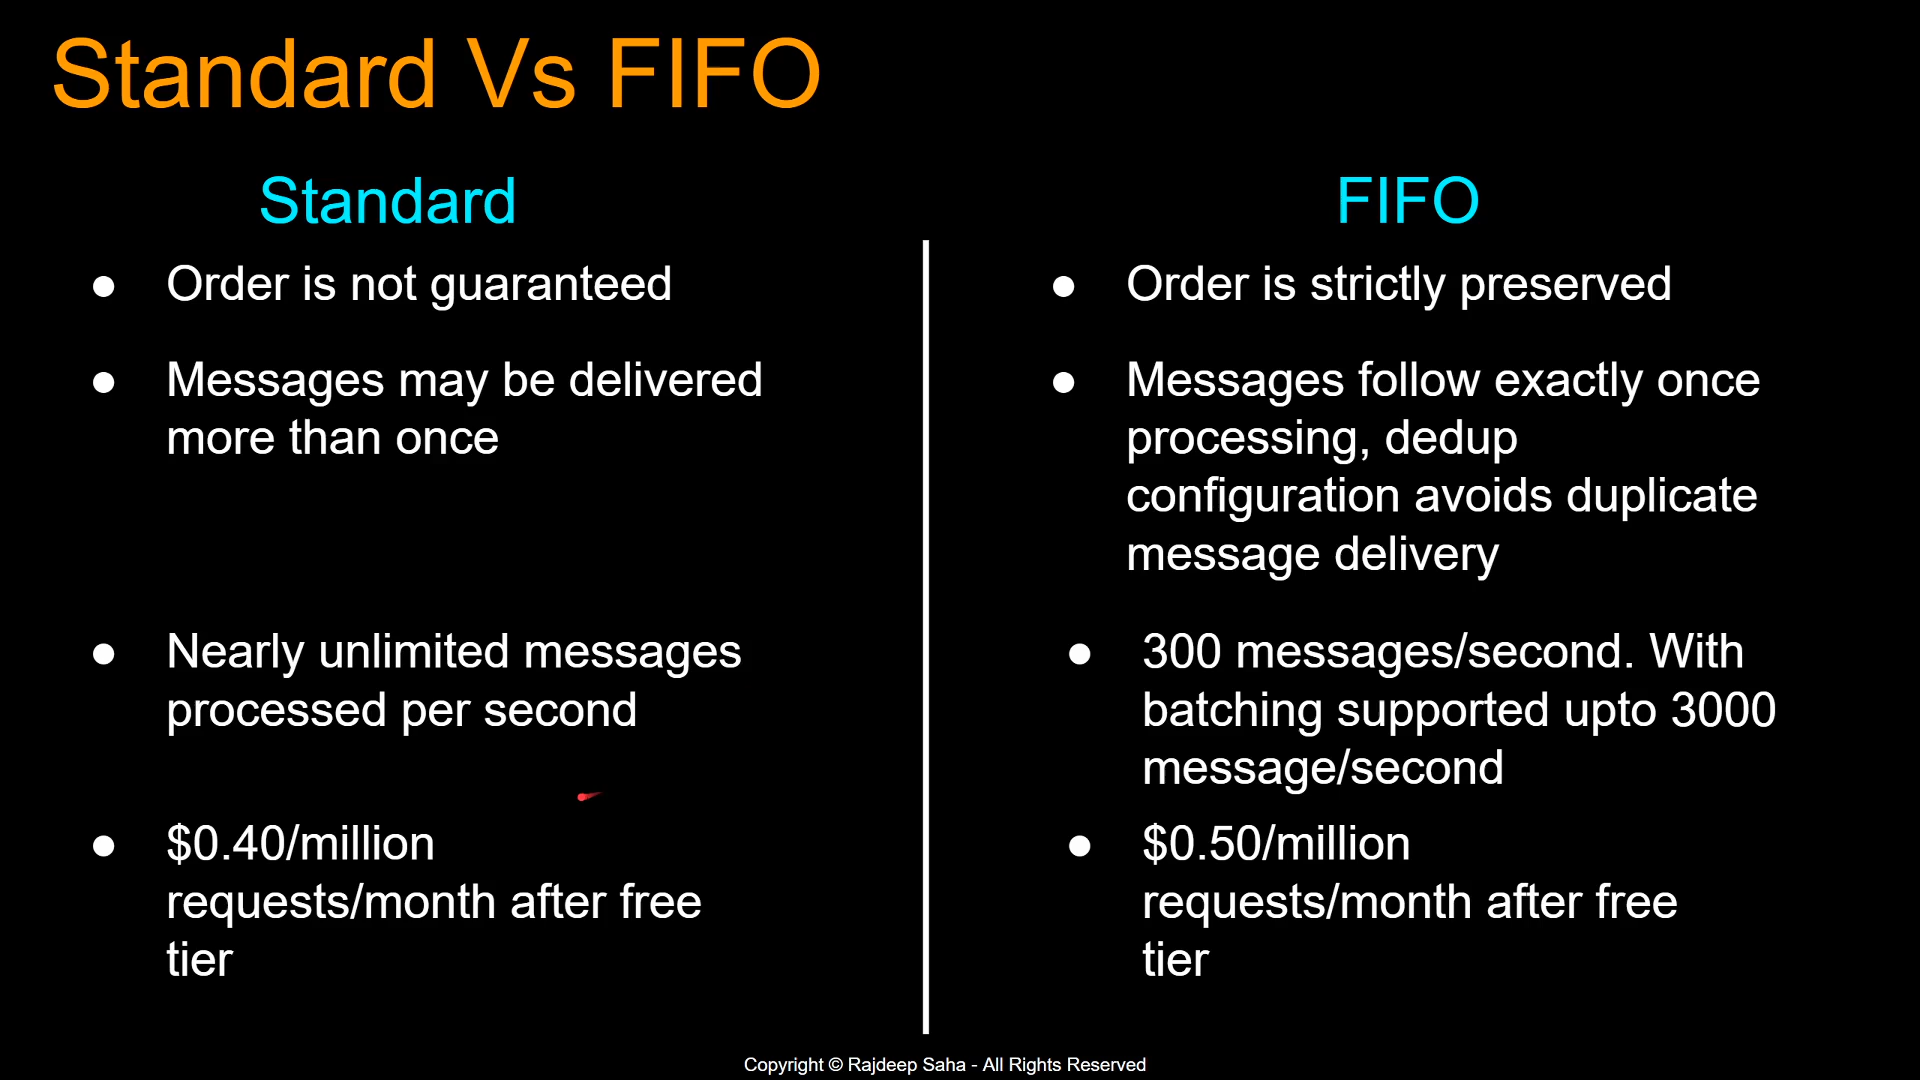 Standard Vs FIFO
Standard
● Order is not guaranteed
● Messages may be delivered
more than once
● Nearly unlimited messages
processed per second
● $0.40/million
requests/month after free
tier
FIFO
● Order is strictly preserved
● Messages follow exactly once
processing, dedup
configuration avoids duplicate
message delivery
● 300 messages/second. With
batching supported upto 3000
message/second
● $0.50/million
requests/month after free
tier
Copyright © Rajdeep Saha - All Rights Reserved